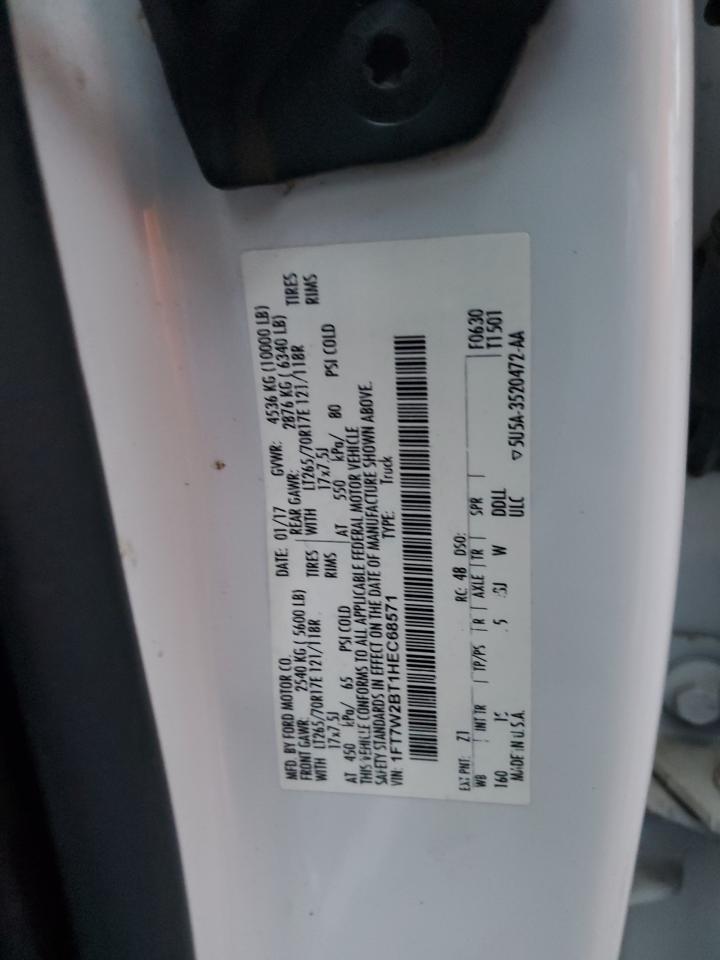 MFD. BY FORD MOTOR CO. DATE: 01/17 GVWR: 4536 KG (10000 LB)
FRONT GAWR: 2540 KG ( 5600 LB) REAR GAWR: 2876 KG ( 6340 LB)
WITH LT265/70R17E 121/118R TIRES WITH LT265/70R17E 121/118R TIRES
17x7.5J RIMS 17x7.5J RIMS
AT 450 kPa/ 65 PSI COLD AT 550 kPa/ 80 PSI COLD
THIS VEHICLE CONFORMS TO ALL APPLICABLE FEDERAL MOTOR VEHICLE
SAFETY STANDARDS IN EFFECT ON THE DATE OF MANUFACTURE SHOWN ABOVE.
VIN: 1FT7W2BT1HEC68571 TYPE: Truck
EXT PNT: Z1 RC: 48 DSO: F0630
WB INT TR TP/PS R AXLE TR SPR T1501
160 5 W DDLL
MADE IN U.S.A. ULC
▽5U5A-3520472-AA